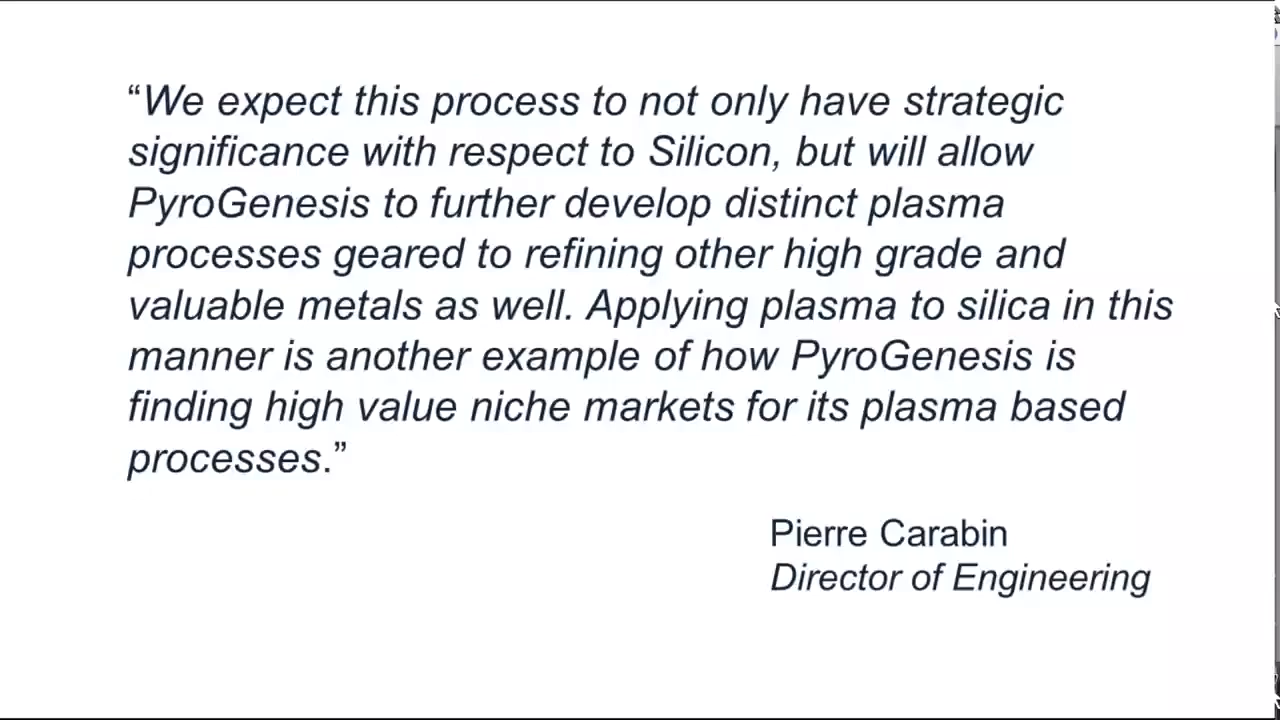 “We expect this process to not only have strategic
significance with respect to Silicon, but will allow
PyroGenesis to further develop distinct plasma
processes geared to refining other high grade and
valuable metals as well. Applying plasma to silica in this
manner is another example of how PyroGenesis is
finding high value niche markets for its plasma based
processes.”
Pierre Carabin
Director of Engineering